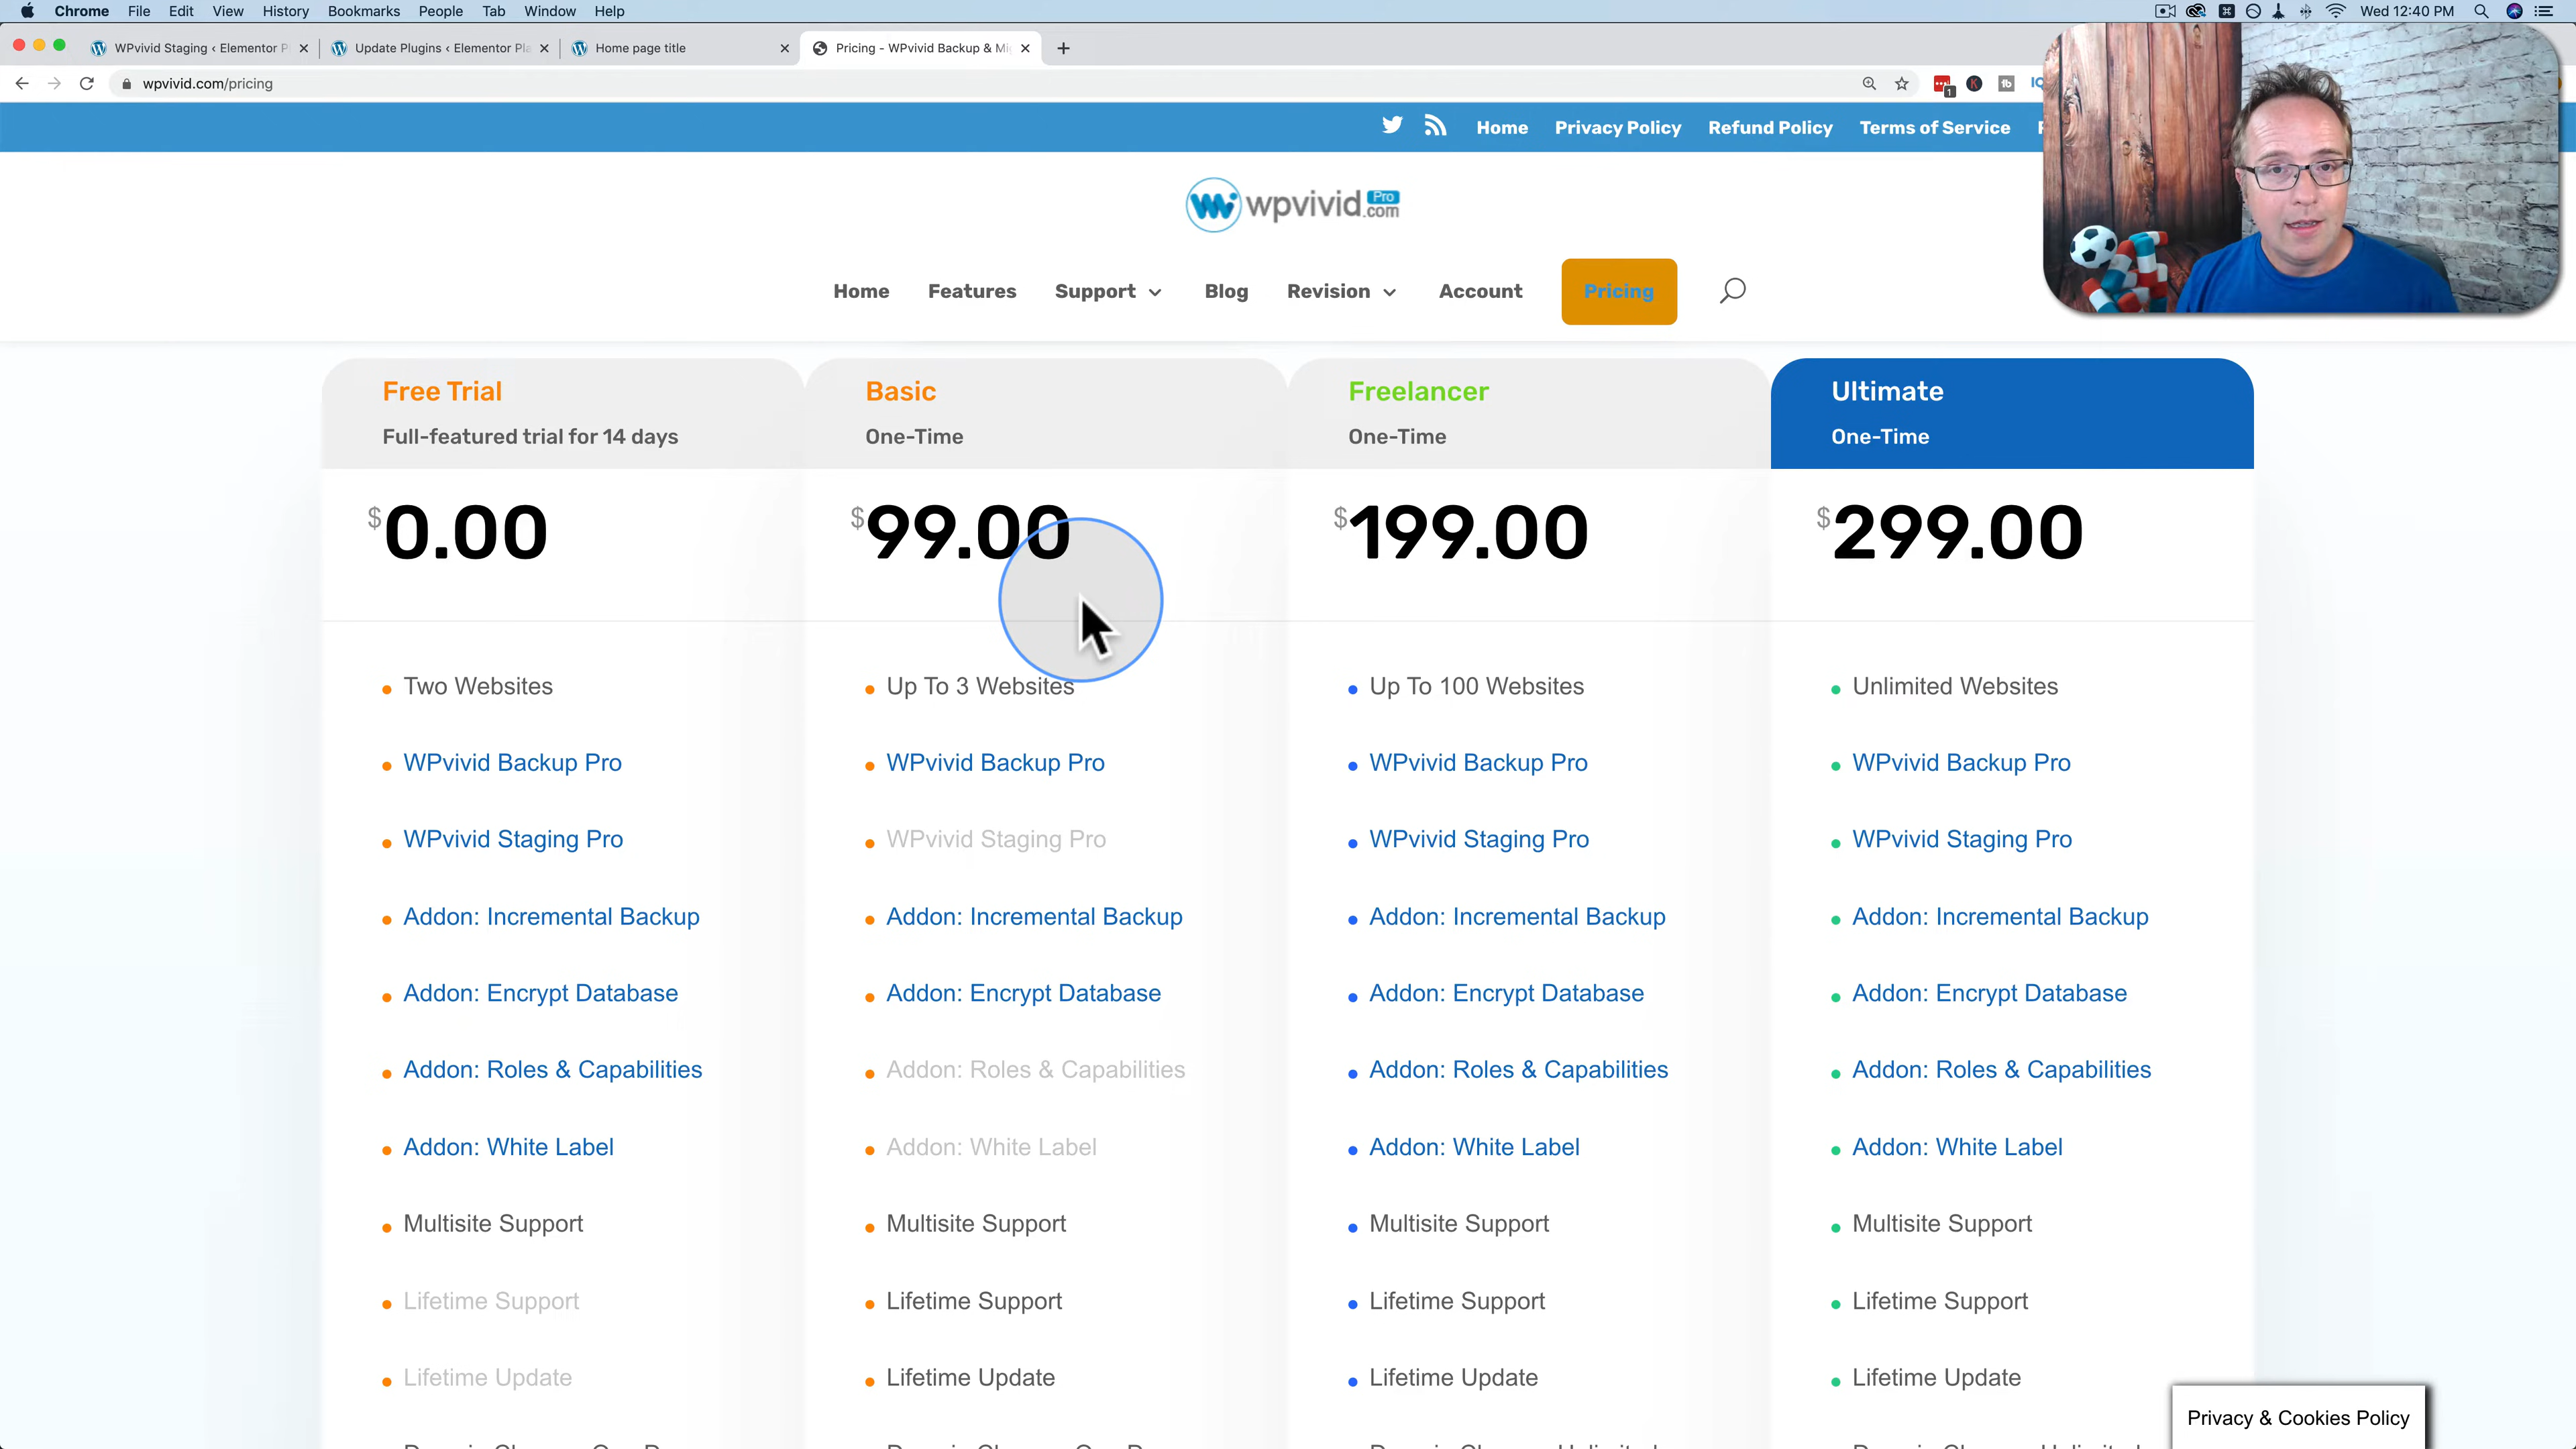 Chrome File Edit View History Bookmarks People Tab Window Help Wed 12:40 PM
WPvivid Staging ‹ Elementor P Update Plugins ‹ Elementor Pla Home page title Pricing - WPvivid Backup & Mi
wpvivid.com/pricing
Home Privacy Policy Refund Policy Terms of Service
wpvivid.com Pro
Home Features Support Blog Revision Account Pricing
Free Trial
Full-featured trial for 14 days
$0.00
Two Websites
WPvivid Backup Pro
WPvivid Staging Pro
Addon: Incremental Backup
Addon: Encrypt Database
Addon: Roles & Capabilities
Addon: White Label
Multisite Support
Lifetime Support
Lifetime Update
Basic
One-Time
$99.00
Up To 3 Websites
WPvivid Backup Pro
WPvivid Staging Pro
Addon: Incremental Backup
Addon: Encrypt Database
Addon: Roles & Capabilities
Addon: White Label
Multisite Support
Lifetime Support
Lifetime Update
Freelancer
One-Time
$199.00
Up To 100 Websites
WPvivid Backup Pro
WPvivid Staging Pro
Addon: Incremental Backup
Addon: Encrypt Database
Addon: Roles & Capabilities
Addon: White Label
Multisite Support
Lifetime Support
Lifetime Update
Ultimate
One-Time
$299.00
Unlimited Websites
WPvivid Backup Pro
WPvivid Staging Pro
Addon: Incremental Backup
Addon: Encrypt Database
Addon: Roles & Capabilities
Addon: White Label
Multisite Support
Lifetime Support
Lifetime Update
Privacy & Cookies Policy